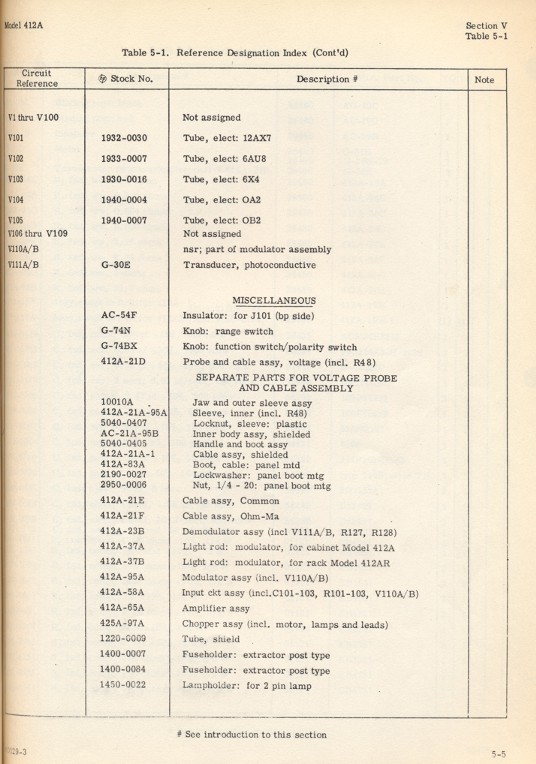 Model 412A
Section V
Table 5-1
Table 5-1. Reference Designation Index (Cont'd)
Circuit Reference hp Stock No. Description # Note
V1 thru V100 Not assigned
V101 1932-0030 Tube, elect: 12AX7
V102 1933-0007 Tube, elect: 6AU8
V103 1930-0016 Tube, elect: 6X4
V104 1940-0004 Tube, elect: OA2
V105 1940-0007 Tube, elect: OB2
V106 thru V109 Not assigned
V110A/B nsr; part of modulator assembly
V111A/B G-30E Transducer, photoconductive
MISCELLANEOUS
AC-54F Insulator: for J101 (bp side)
G-74N Knob: range switch
G-74BX Knob: function switch/polarity switch
412A-21D Probe and cable assy, voltage (incl. R48)
SEPARATE PARTS FOR VOLTAGE PROBE
AND CABLE ASSEMBLY
10010A Jaw and outer sleeve assy
412A-21A-95A Sleeve, inner (incl. R48)
5040-0407 Locknut, sleeve: plastic
AC-21A-95B Inner body assy, shielded
5040-0405 Handle and boot assy
412A-21A-1 Cable assy, shielded
412A-83A Boot, cable: panel mtd
2190-0027 Lockwasher: panel boot mtg
2950-0006 Nut, 1/4 - 20: panel boot mtg
412A-21E Cable assy, Common
412A-21F Cable assy, Ohm-Ma
412A-23B Demodulator assy (incl V111A/B, R127, R128)
412A-37A Light rod: modulator, for cabinet Model 412A
412A-37B Light rod: modulator, for rack Model 412AR
412A-95A Modulator assy (incl. V110A/B)
412A-58A Input ckt assy (incl.C101-103, R101-103, V110A/B)
412A-65A Amplifier assy
425A-97A Chopper assy (incl. motor, lamps and leads)
1220-0009 Tube, shield
1400-0007 Fuseholder: extractor post type
1400-0084 Fuseholder: extractor post type
1450-0022 Lampholder: for 2 pin lamp
# See introduction to this section
5-5